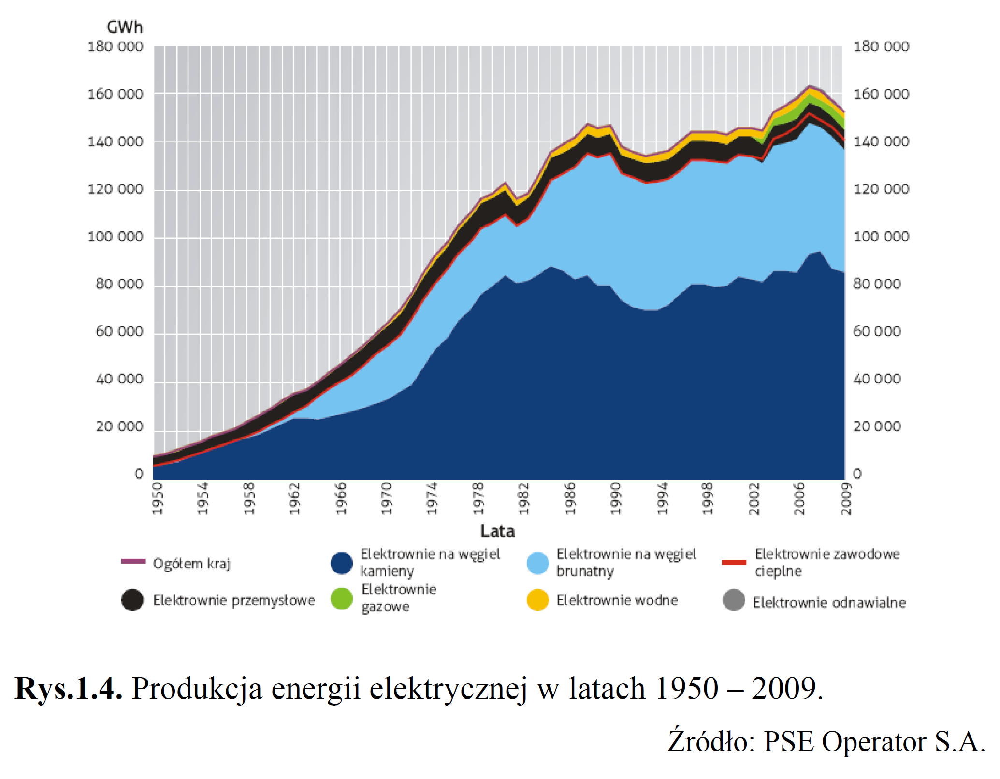 GWh
180 000 180 000
160 000 160 000
140 000 140 000
120 000 120 000
100 000 100 000
80 000 80 000
60 000 60 000
40 000 40 000
20 000 20 000
0 0
1950 1954 1958 1962 1966 1970 1974 1978 1982 1986 1990 1994 1998 2002 2006 2009
Lata
Ogółem kraj
Elektrownie na węgiel
kamieny
Elektrownie na węgiel
brunatny
Elektrownie zawodowe
cieplne
Elektrownie przemysłowe
Elektrownie
gazowe
Elektrownie wodne
Elektrownie odnawialne
Rys.1.4. Produkcja energii elektrycznej w latach 1950 – 2009.
Źródło: PSE Operator S.A.